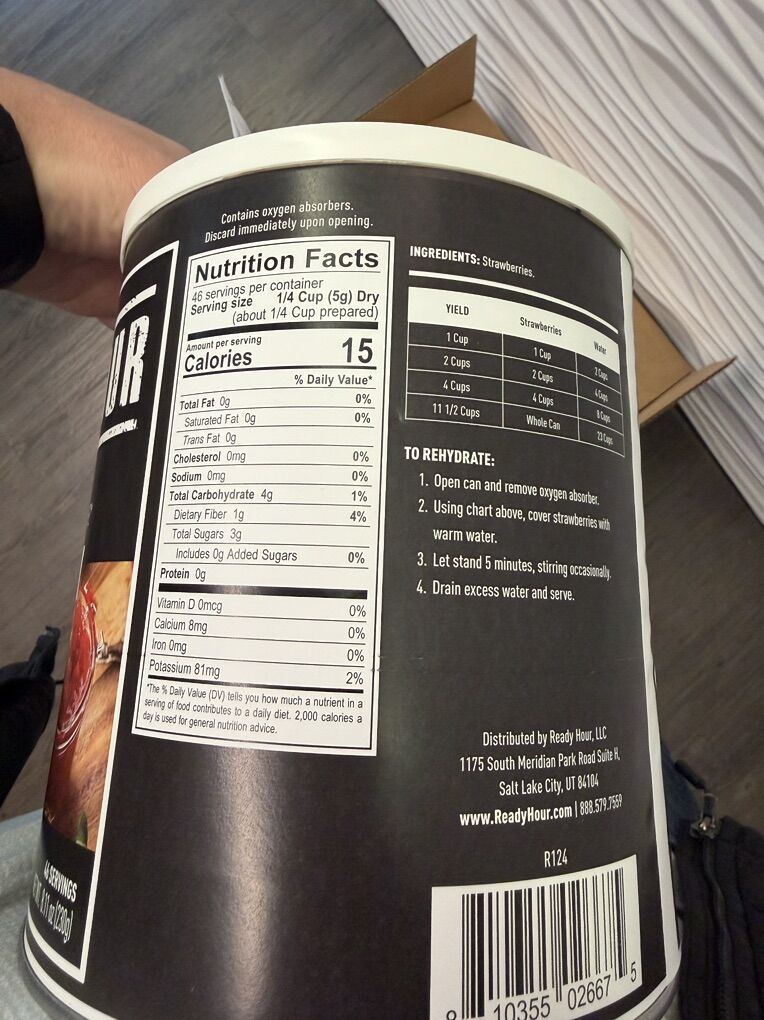 Contains oxygen absorbers.
Discard immediately upon opening.
UR
Nutrition Facts
46 servings per container
Serving size 1/4 Cup (5g) Dry
(about 1/4 Cup prepared)
Amount per serving
Calories 15
% Daily Value*
Total Fat 0g 0%
Saturated Fat 0g 0%
Trans Fat 0g
Cholesterol 0mg 0%
Sodium 0mg 0%
Total Carbohydrate 4g 1%
Dietary Fiber 1g 4%
Total Sugars 3g
Includes 0g Added Sugars 0%
Protein 0g
Vitamin D 0mcg 0%
Calcium 8mg 0%
Iron 0mg 0%
Potassium 81mg 2%
*The % Daily Value (DV) tells you how much a nutrient in a
serving of food contributes to a daily diet. 2,000 calories a
day is used for general nutrition advice.
INGREDIENTS: Strawberries.
YIELD Strawberries Water
1 Cup 1 Cup 2 Cups
2 Cups 2 Cups 4 Cups
4 Cups 4 Cups 8 Cups
11 1/2 Cups Whole Can 23 Cups
TO REHYDRATE:
1. Open can and remove oxygen absorber.
2. Using chart above, cover strawberries with
warm water.
3. Let stand 5 minutes, stirring occasionally.
4. Drain excess water and serve.
Distributed by Ready Hour, LLC
1175 South Meridian Park Road Suite H,
Salt Lake City, UT 84104
www.ReadyHour.com | 888.579.7559
R124
8 10355 02667 5
46 SERVINGS
(230g)